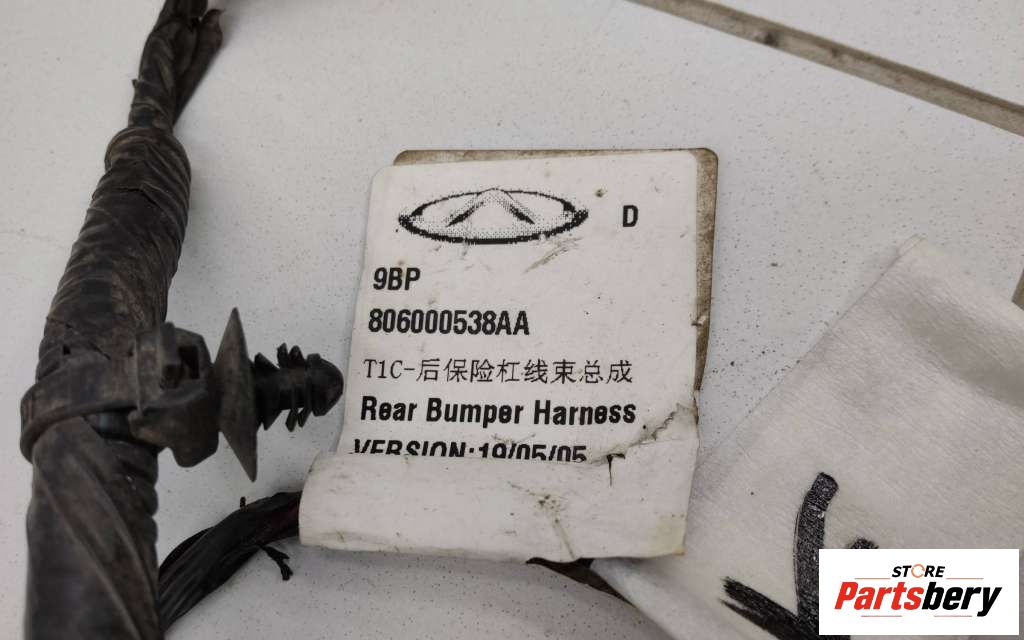 D
9BP
806000538AA
T1C-后保险杠线束总成
Rear Bumper Harness
VERSION:19/05/05
STORE
Partsbery